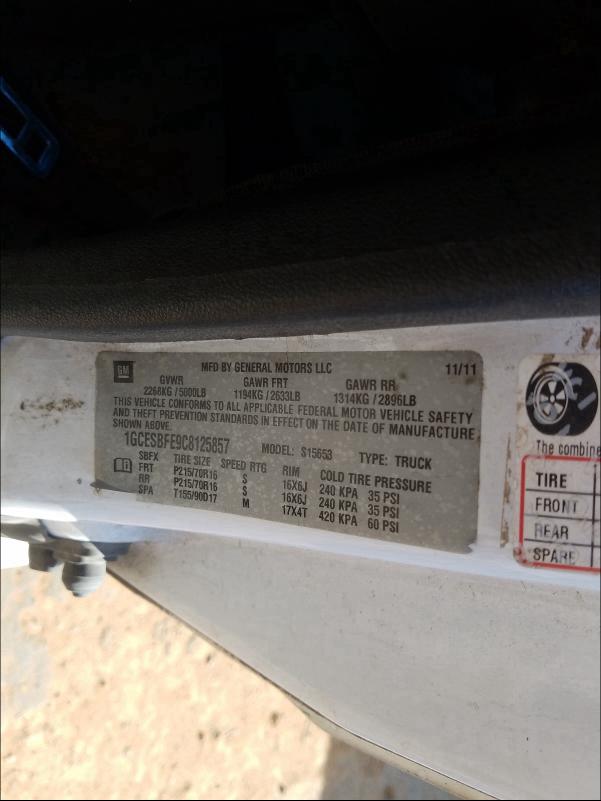 GM
MFD BY GENERAL MOTORS LLC 11/11
GVWR GAWR FRT GAWR RR
2268KG / 5000LB 1194KG / 2633LB 1314KG / 2896LB
THIS VEHICLE CONFORMS TO ALL APPLICABLE FEDERAL MOTOR VEHICLE SAFETY
AND THEFT PREVENTION STANDARDS IN EFFECT ON THE DATE OF MANUFACTURE
SHOWN ABOVE.
1GCESBFE9C8125857 MODEL: S15653 TYPE: TRUCK
SBFX TIRE SIZE SPEED RTG RIM COLD TIRE PRESSURE
FRT P215/70R16 S 16X6J 240 KPA 35 PSI
RR P215/70R16 S 16X6J 240 KPA 35 PSI
SPA T155/90D17 M 17X4T 420 KPA 60 PSI
The combine
TIRE
FRONT
REAR
SPARE